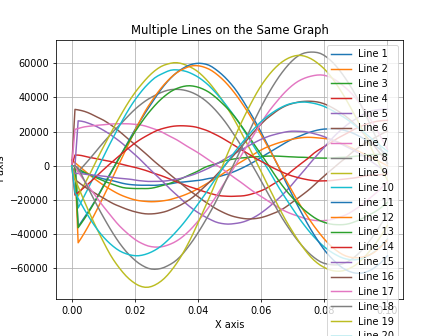 Multiple Lines on the Same Graph
60000
40000
20000
0
−20000
−40000
−60000
0.00
0.02
0.04
0.06
X axis
Line 1
Line 2
Line 3
Line 4
Line 5
Line 6
Line 7
Line 8
Line 9
Line 10
Line 11
Line 12
Line 13
Line 14
Line 15
Line 16
Line 17
Line 18
Line 19
Line 20